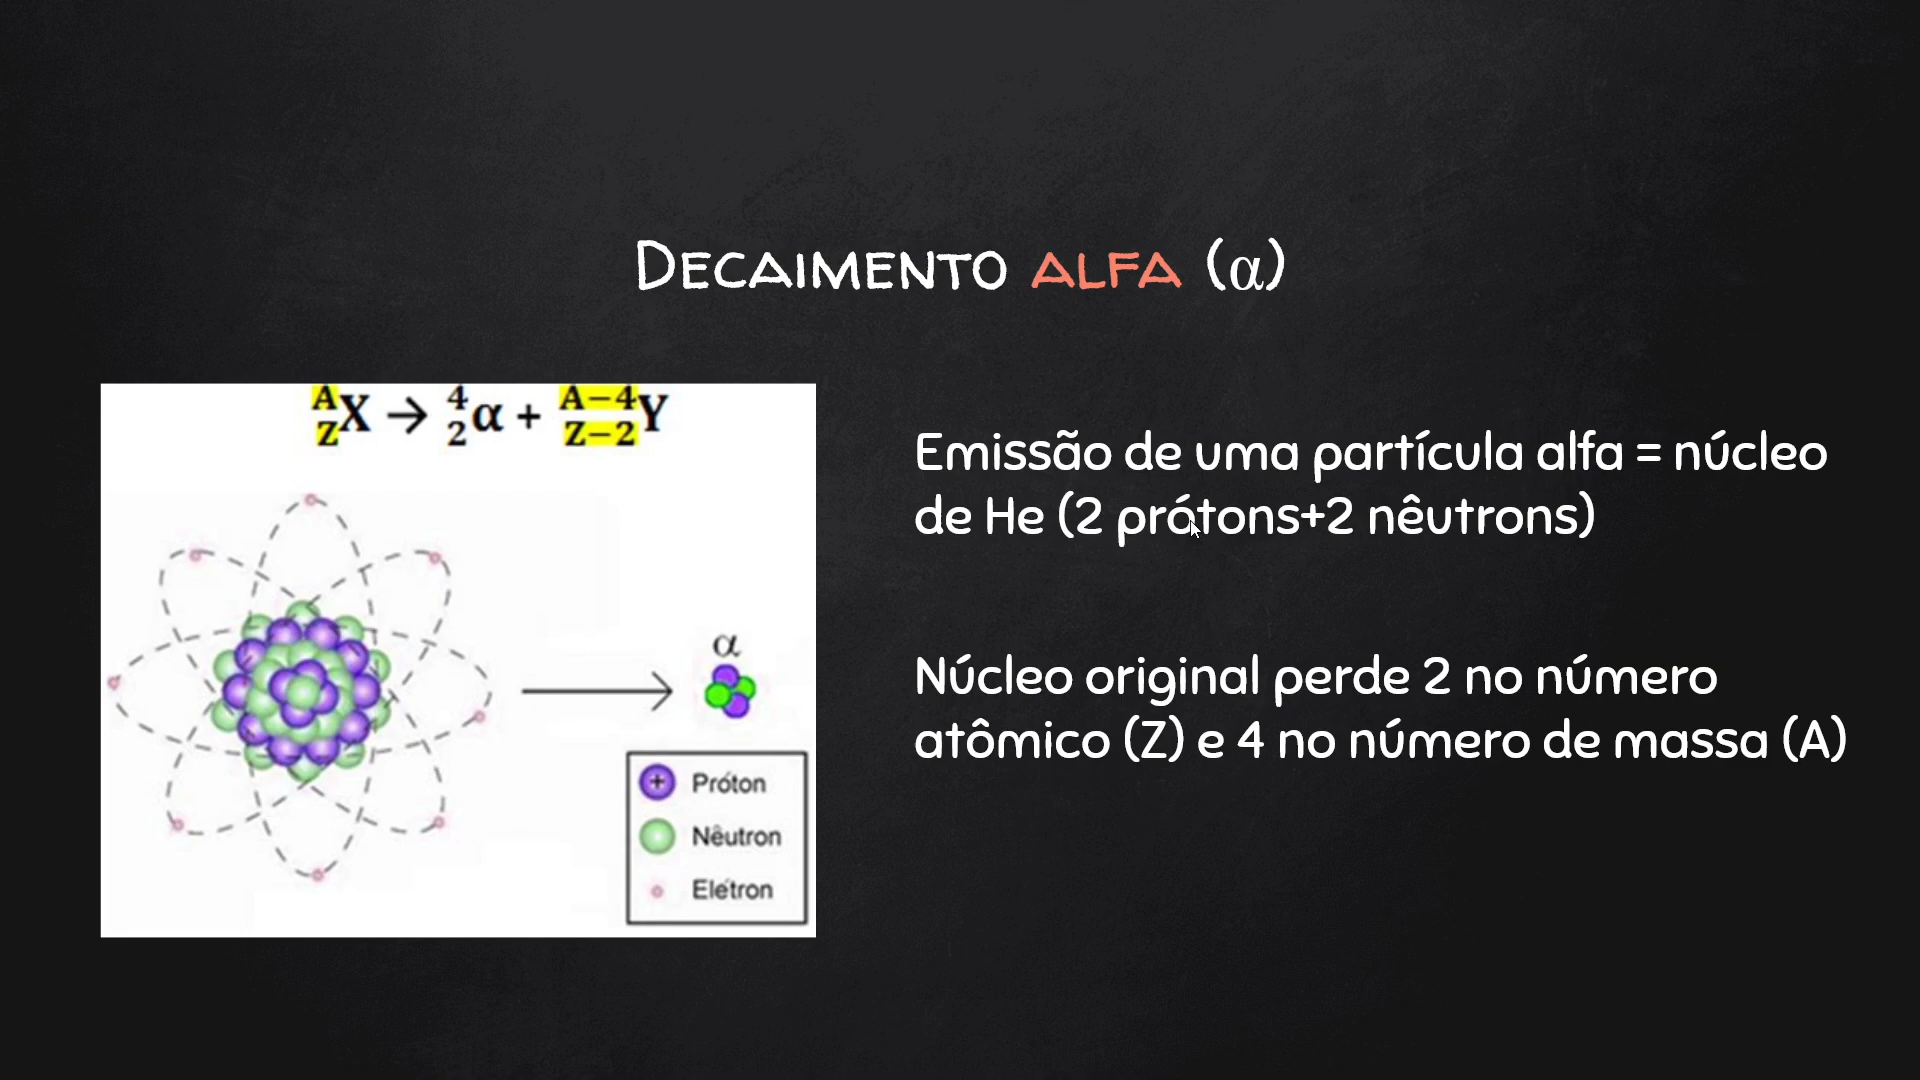 Decaimento alfa (α)
A
Z X → 4
2 α + A−4
Z−2 Y
Emissão de uma partícula alfa = núcleo
de He (2 prótons+2 nêutrons)
Núcleo original perde 2 no número
atômico (Z) e 4 no número de massa (A)
α
+ Próton
Nêutron
Elétron